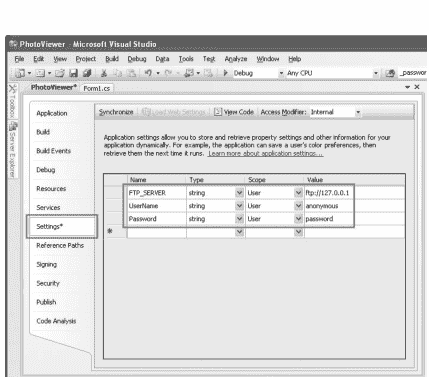 PhotoViewer - Microsoft Visual Studio
File Edit View Project Build Debug Data Tools Test Analyze Window Help
Debug Any CPU _passwor
PhotoViewer* Form1.cs
Toolbox
Server Explorer
Synchronize Load Web Settings View Code Access Modifier: Internal
Application
Build
Build Events
Debug
Resources
Services
Settings*
Reference Paths
Signing
Security
Publish
Code Analysis
Application settings allow you to store and retrieve property settings and other information for your
application dynamically. For example, the application can save a user's color preferences, then
retrieve them the next time it runs. Learn more about application settings...
Name Type Scope Value
FTP_SERVER string User ftp://127.0.0.1
UserName string User anonymous
Password string User password